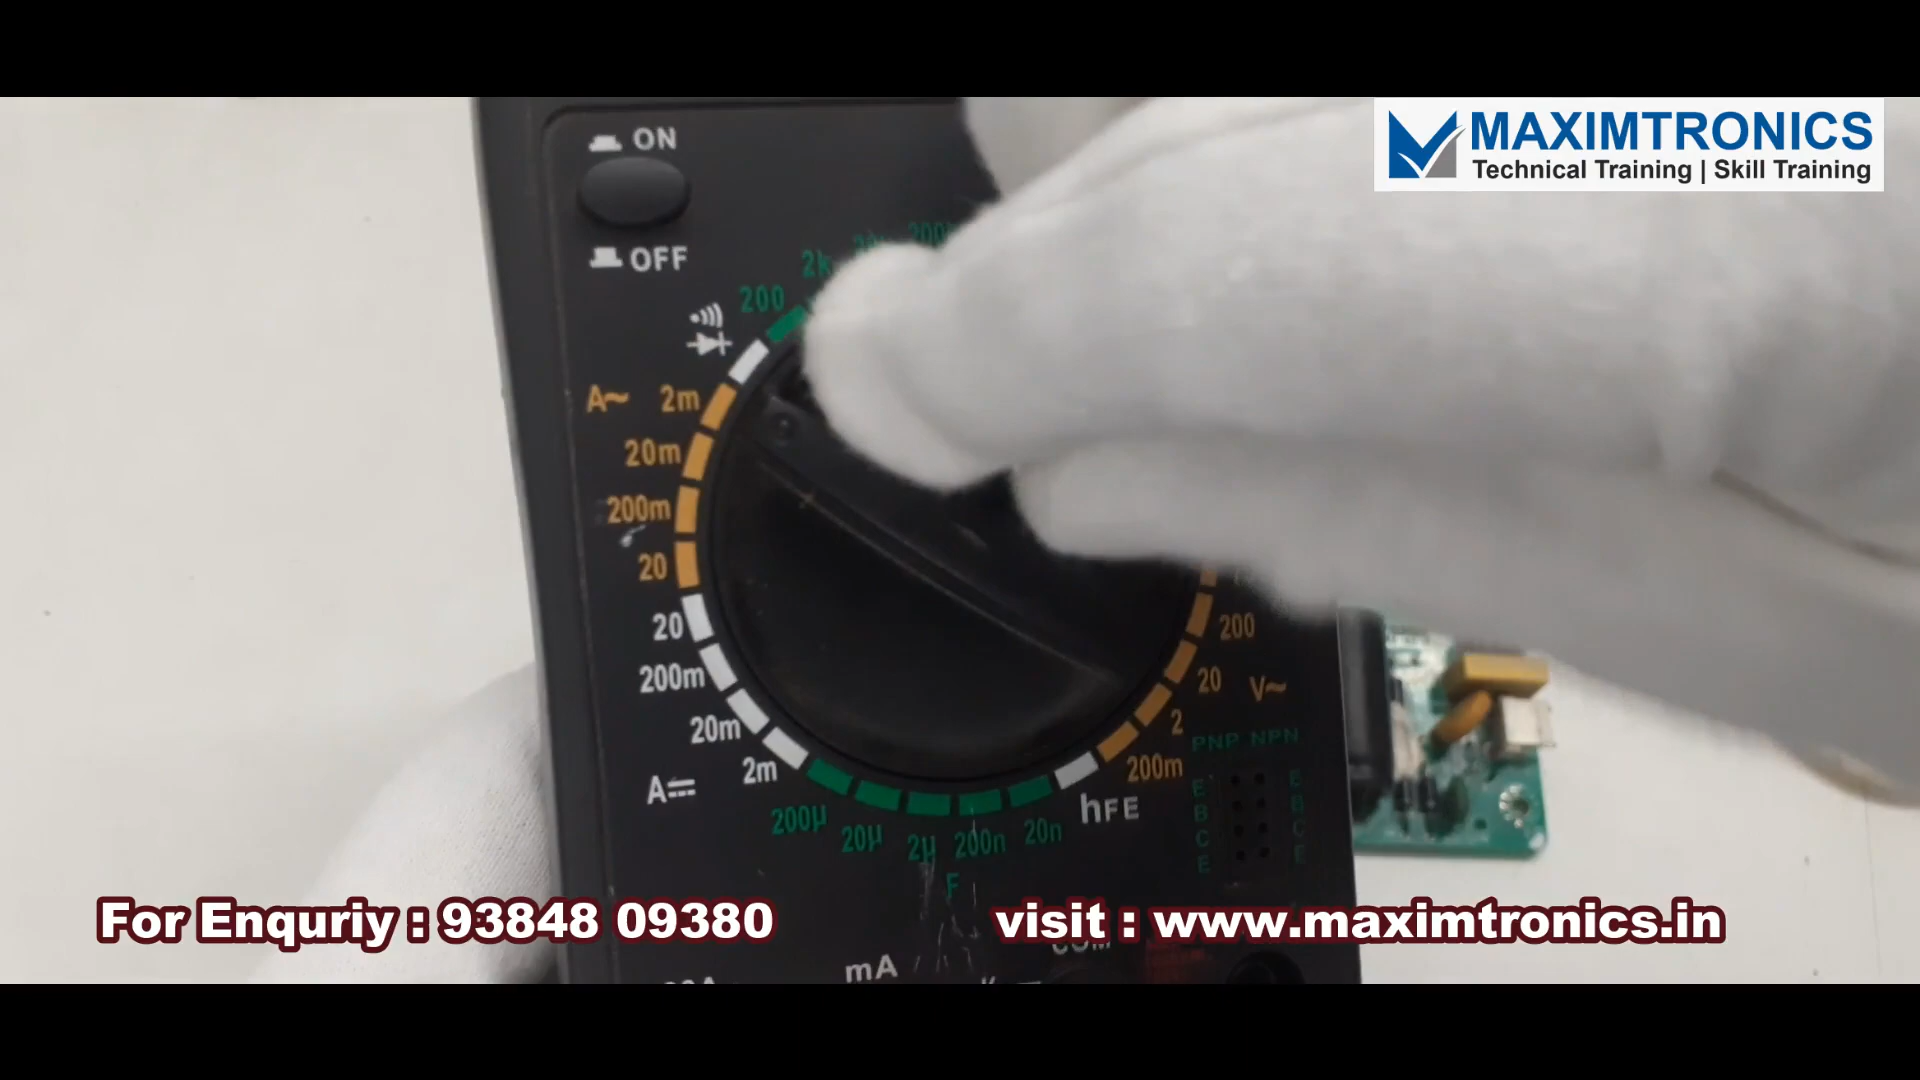 MAXIMTRONICS
Technical Training | Skill Training
ON
OFF
200
2k
200
A~ 2m
20m
200m
20
20
200m
20m
2m
A
200µ
20µ
2µ
200n
20n
F
hFE
200m
2
20
V~
200
PNP NPN
E E
B B
C C
E E
For Enquriy : 93848 09380
visit : www.maximtronics.in
mA
COM